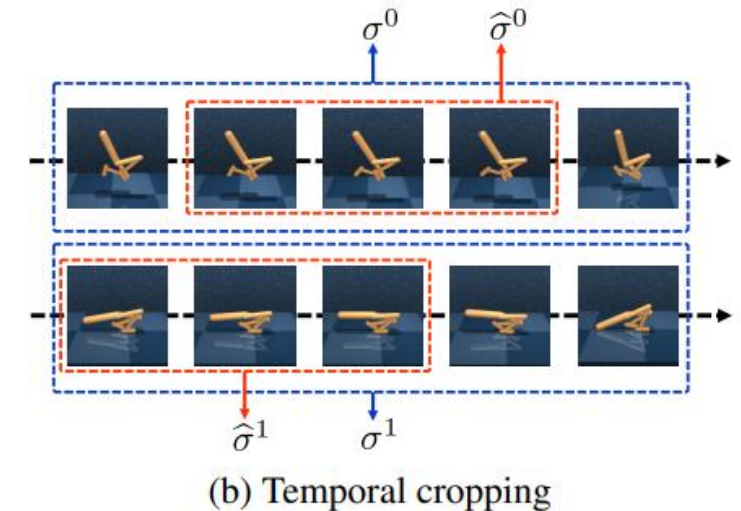 σ⁰ σ̂⁰
σ̂¹ σ¹
(b) Temporal cropping